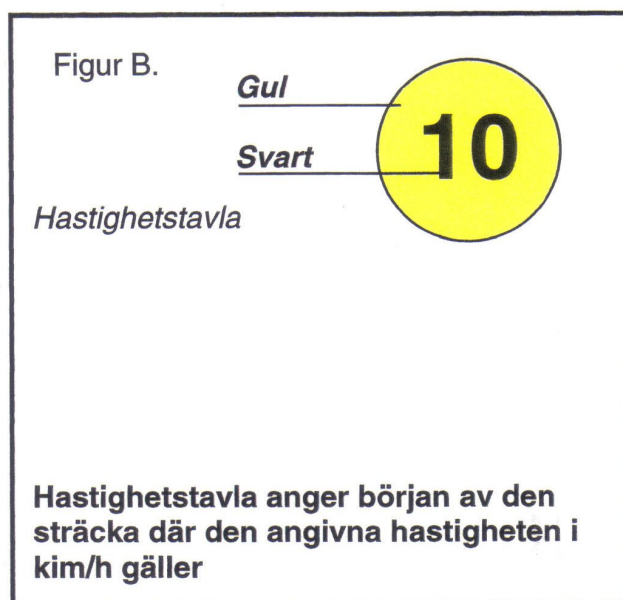 Figur B.
Gul
10
Svart
Hastighetstavla
Hastighetstavla anger början av den
sträcka där den angivna hastigheten i
kim/h gäller